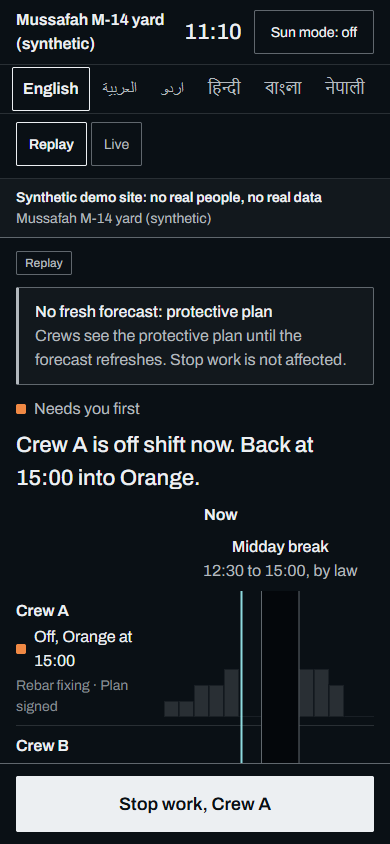 Mussafah M-14 yard
(synthetic)
11:10
Sun mode: off
English
العربية
اردو
हिन्दी
বাংলা
नेपाली
Replay
Live
Synthetic demo site: no real people, no real data
Mussafah M-14 yard (synthetic)
Replay
No fresh forecast: protective plan
Crews see the protective plan until the
forecast refreshes. Stop work is not affected.
Needs you first
Crew A is off shift now. Back at
15:00 into Orange.
Now
Midday break
12:30 to 15:00, by law
Crew A
Off, Orange at
15:00
Rebar fixing · Plan
signed
Crew B
Stop work, Crew A